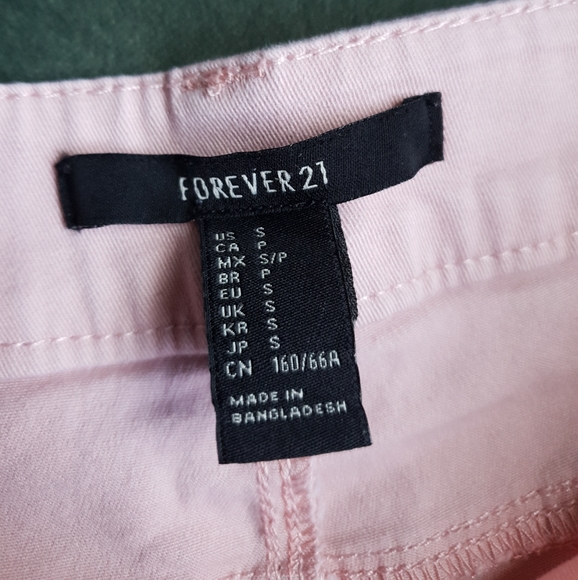 FOREVER 21
US S
CA P
MX S/P
BR P
EU S
UK S
KR S
JP S
CN 160/66A
MADE IN
BANGLADESH